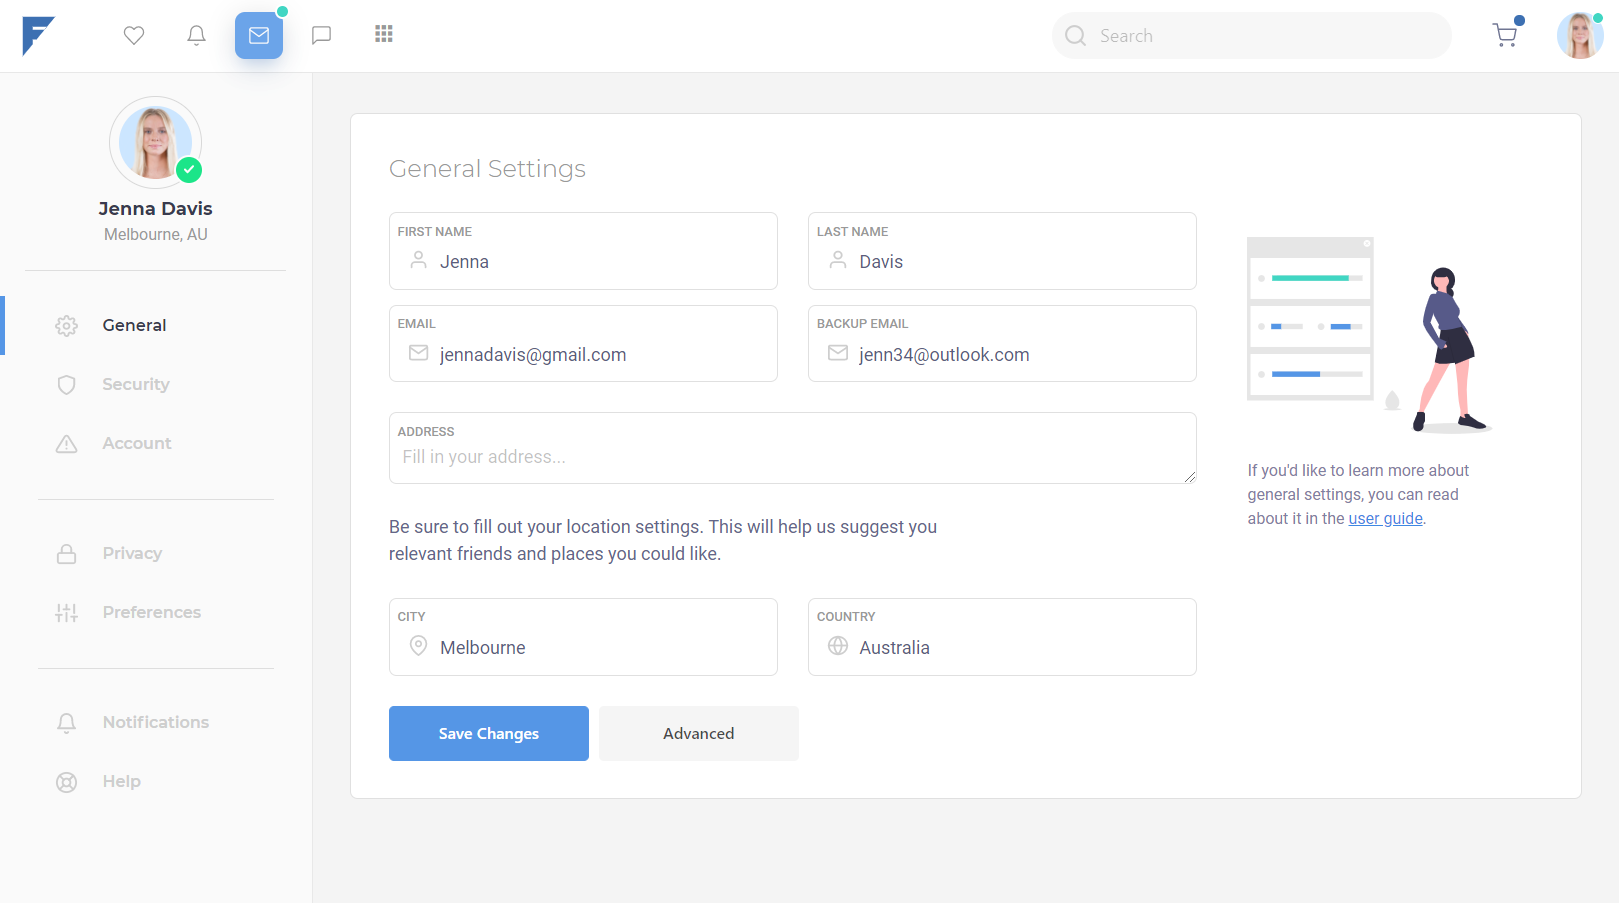 Search
Jenna Davis
Melbourne, AU
General
Security
Account
Privacy
Preferences
Notifications
Help
General Settings
FIRST NAME
Jenna
LAST NAME
Davis
EMAIL
jennadavis@gmail.com
BACKUP EMAIL
jenn34@outlook.com
ADDRESS
Fill in your address...
Be sure to fill out your location settings. This will help us suggest you
relevant friends and places you could like.
CITY
Melbourne
COUNTRY
Australia
Save Changes
Advanced
If you'd like to learn more about
general settings, you can read
about it in the user guide.